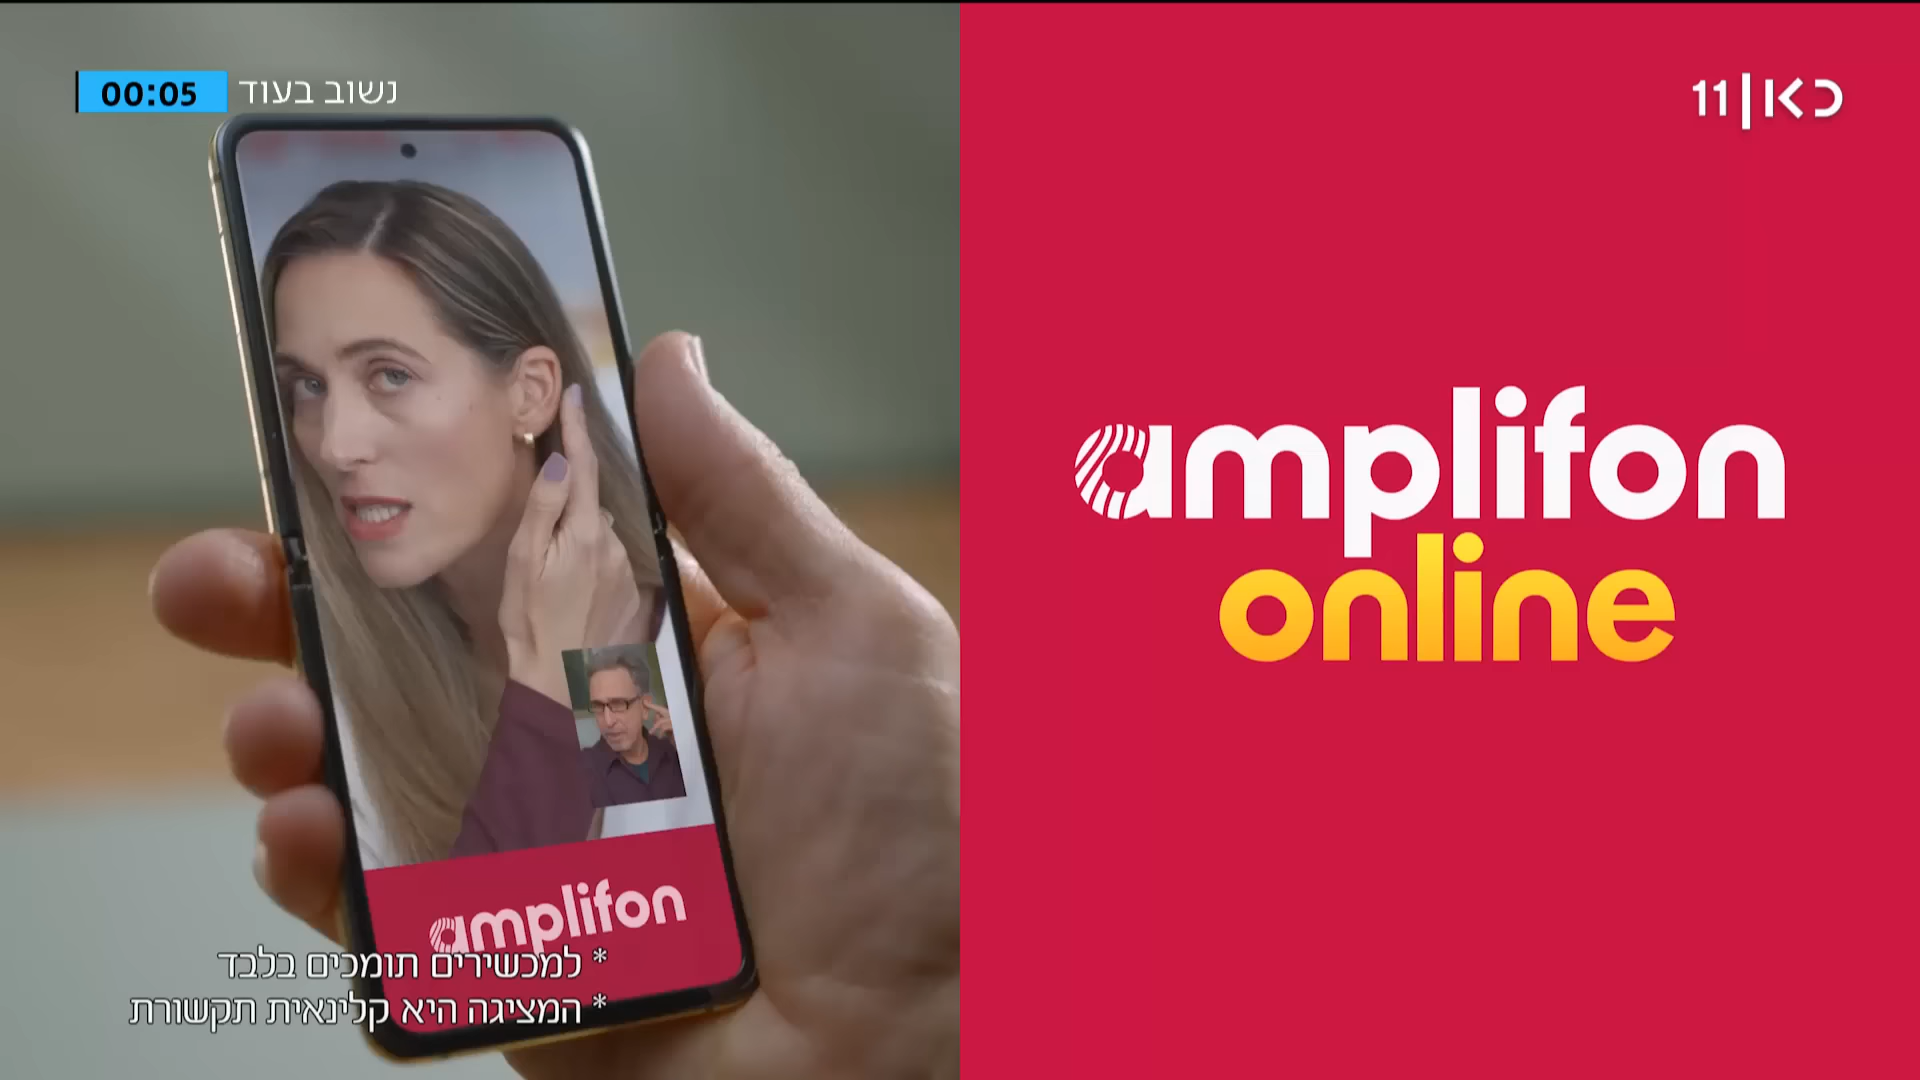 נשוב בעוד 00:05
כאן 11
amplifon
online
amplifon
* למכשירים תומכים בלבד
* המציגה היא קלינאית תקשורת